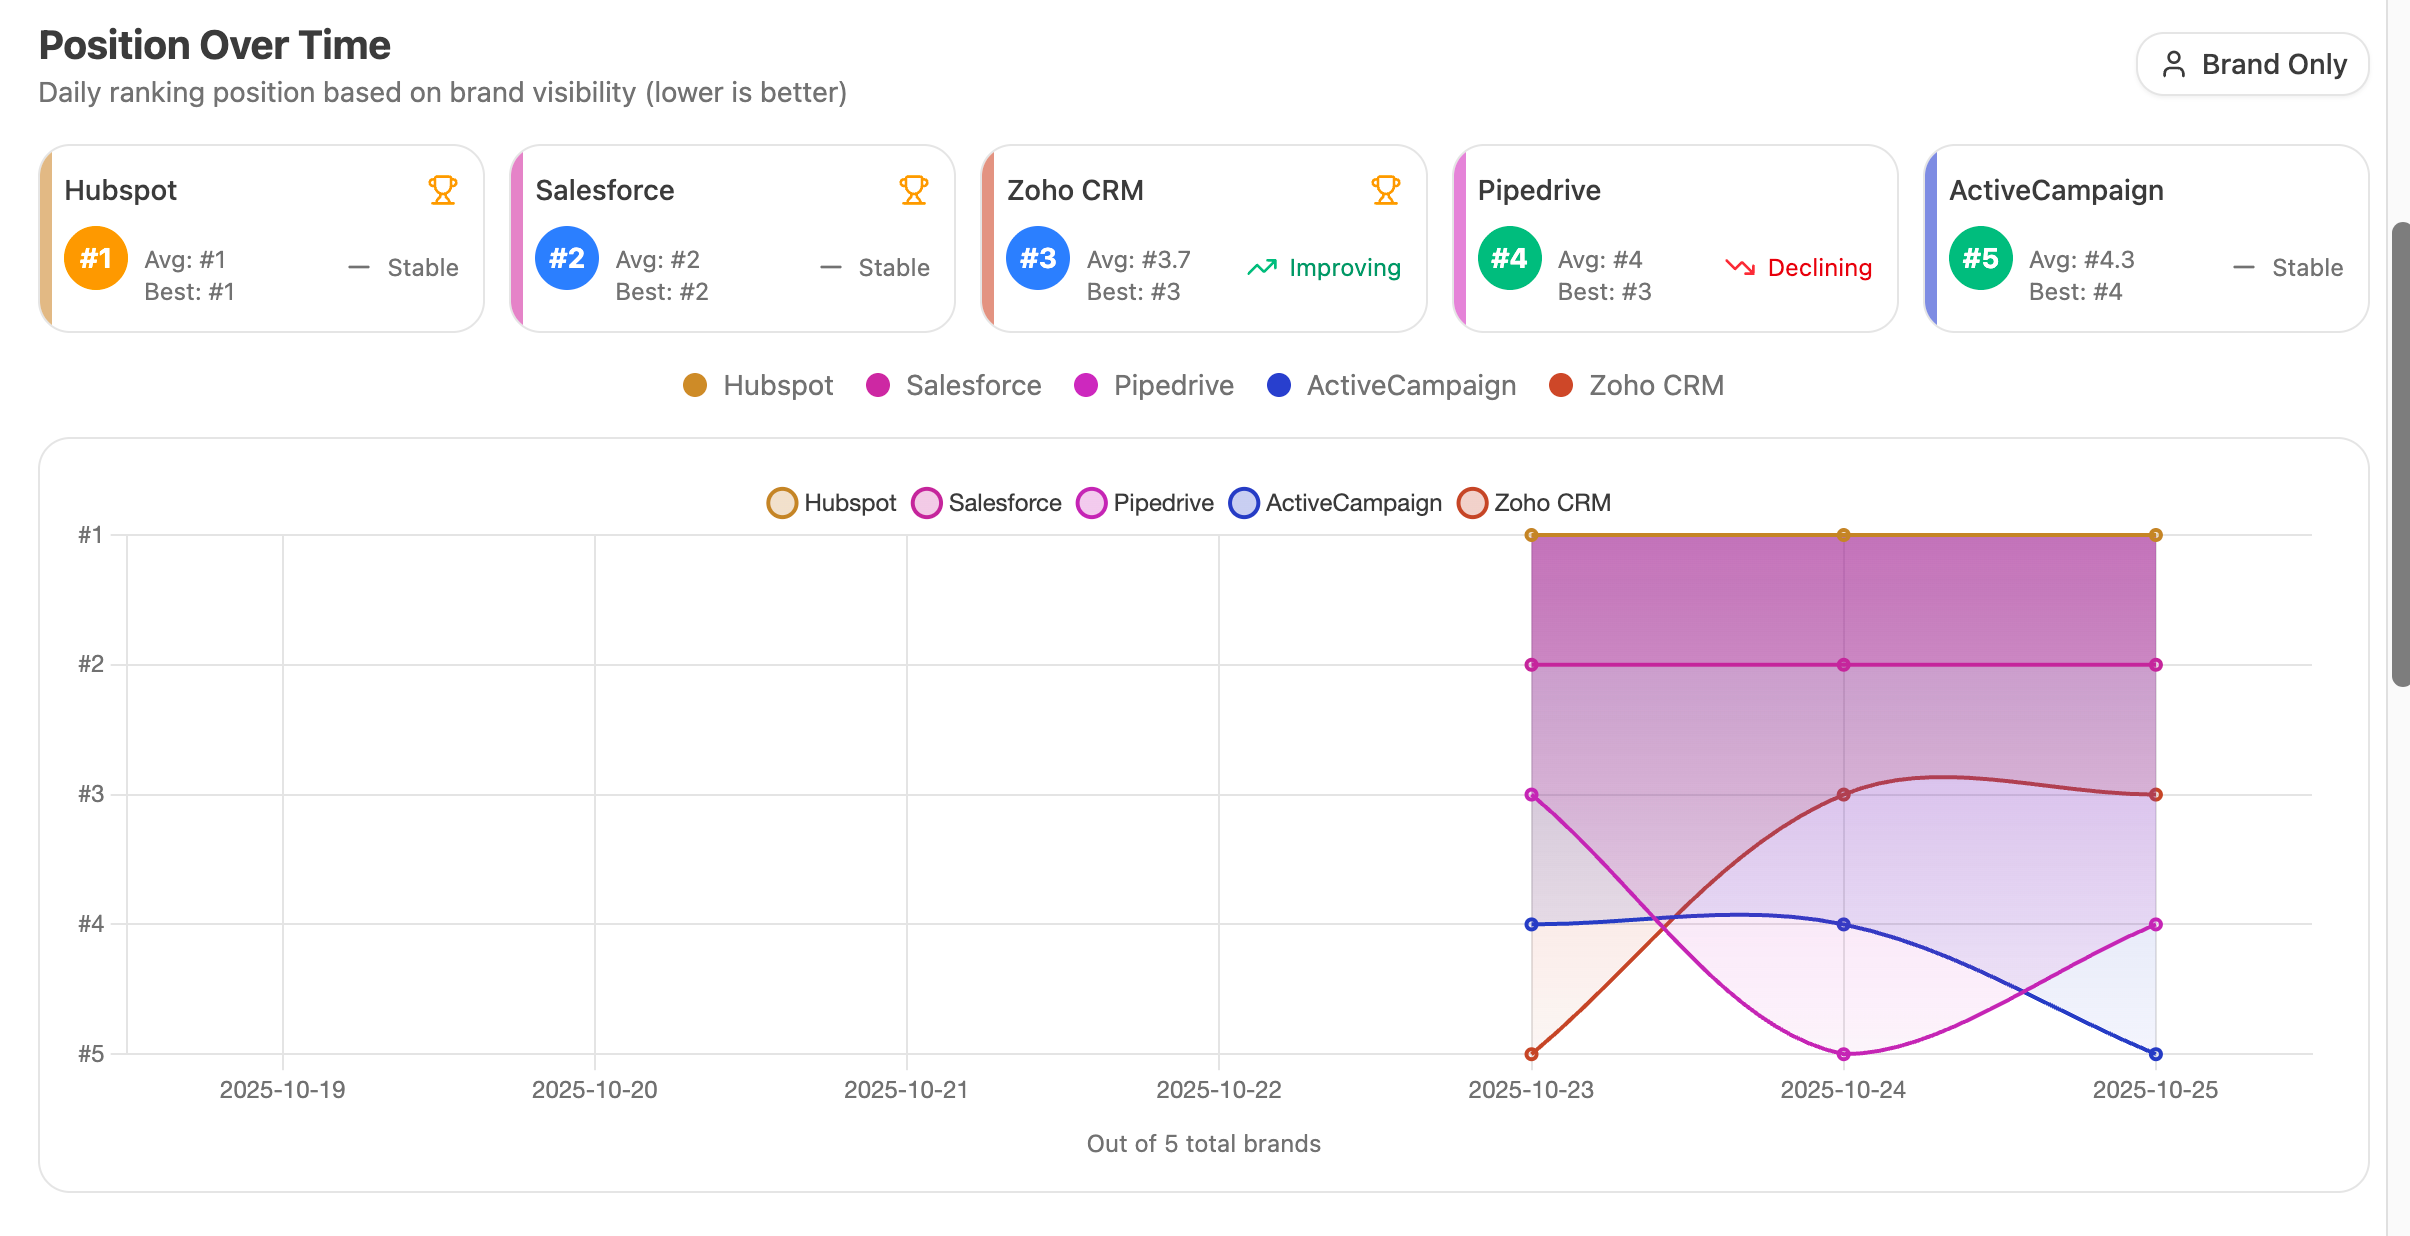 Position Over Time
Daily ranking position based on brand visibility (lower is better)
Brand Only
Hubspot
#1
Avg: #1
Best: #1
Stable
Salesforce
#2
Avg: #2
Best: #2
Stable
Zoho CRM
#3
Avg: #3.7
Best: #3
Improving
Pipedrive
#4
Avg: #4
Best: #3
Declining
ActiveCampaign
#5
Avg: #4.3
Best: #4
Stable
Hubspot Salesforce Pipedrive ActiveCampaign Zoho CRM
Hubspot Salesforce Pipedrive ActiveCampaign Zoho CRM
#1
#2
#3
#4
#5
2025-10-19 2025-10-20 2025-10-21 2025-10-22 2025-10-23 2025-10-24 2025-10-25
Out of 5 total brands